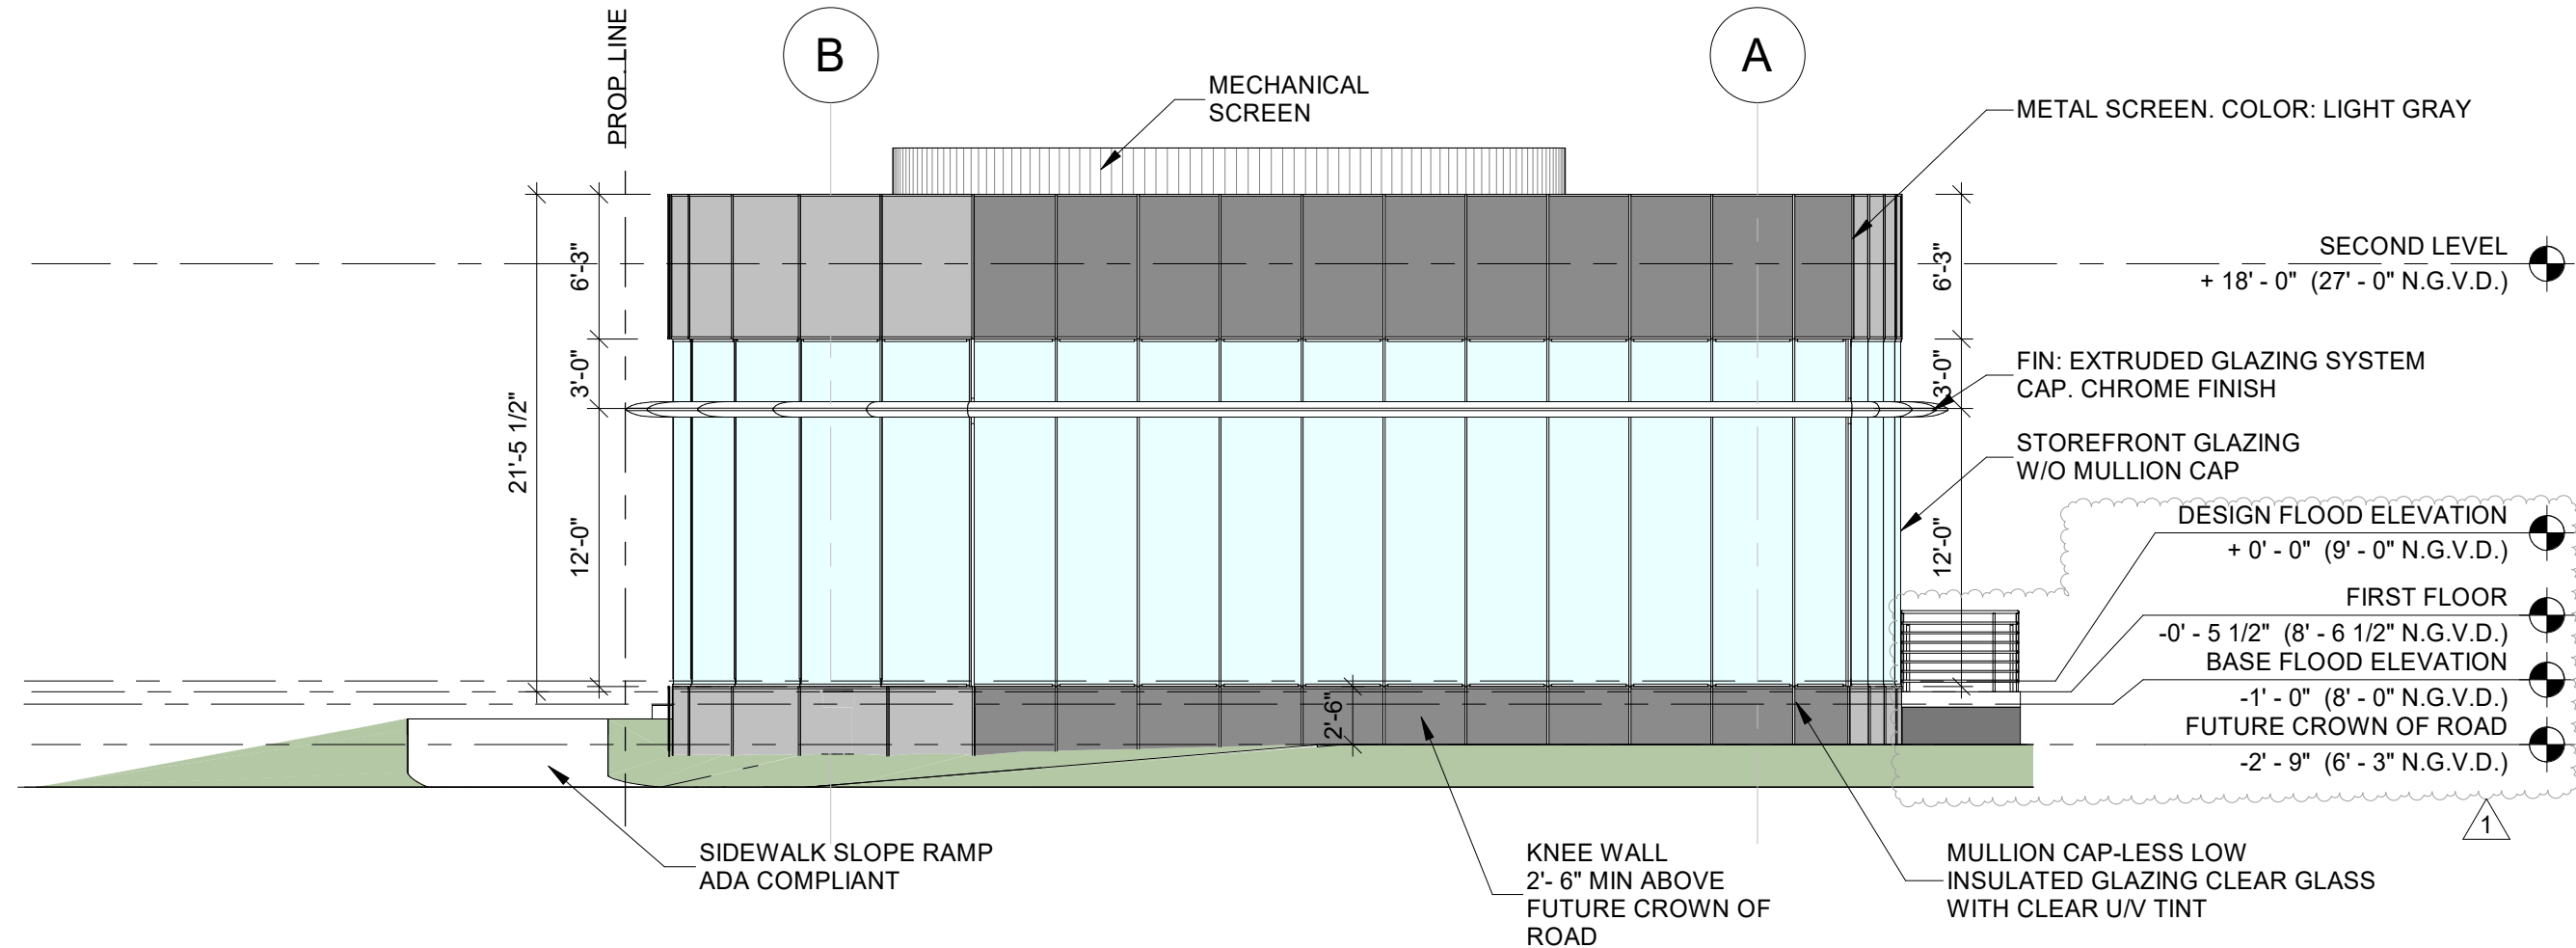 PROP. LINE
B
A
MECHANICAL
SCREEN
METAL SCREEN. COLOR: LIGHT GRAY
SECOND LEVEL
+ 18' - 0" (27' - 0" N.G.V.D.)
6'-3"
6'-3"
3'-0"
3'-0"
FIN: EXTRUDED GLAZING SYSTEM
CAP. CHROME FINISH
21'-5 1/2"
STOREFRONT GLAZING
W/O MULLION CAP
12'-0"
12'-0"
DESIGN FLOOD ELEVATION
+ 0' - 0" (9' - 0" N.G.V.D.)
FIRST FLOOR
-0' - 5 1/2" (8' - 6 1/2" N.G.V.D.)
BASE FLOOD ELEVATION
-1' - 0" (8' - 0" N.G.V.D.)
FUTURE CROWN OF ROAD
-2' - 9" (6' - 3" N.G.V.D.)
2'-6"
1
SIDEWALK SLOPE RAMP
ADA COMPLIANT
KNEE WALL
2'- 6" MIN ABOVE
FUTURE CROWN OF
ROAD
MULLION CAP-LESS LOW
INSULATED GLAZING CLEAR GLASS
WITH CLEAR U/V TINT